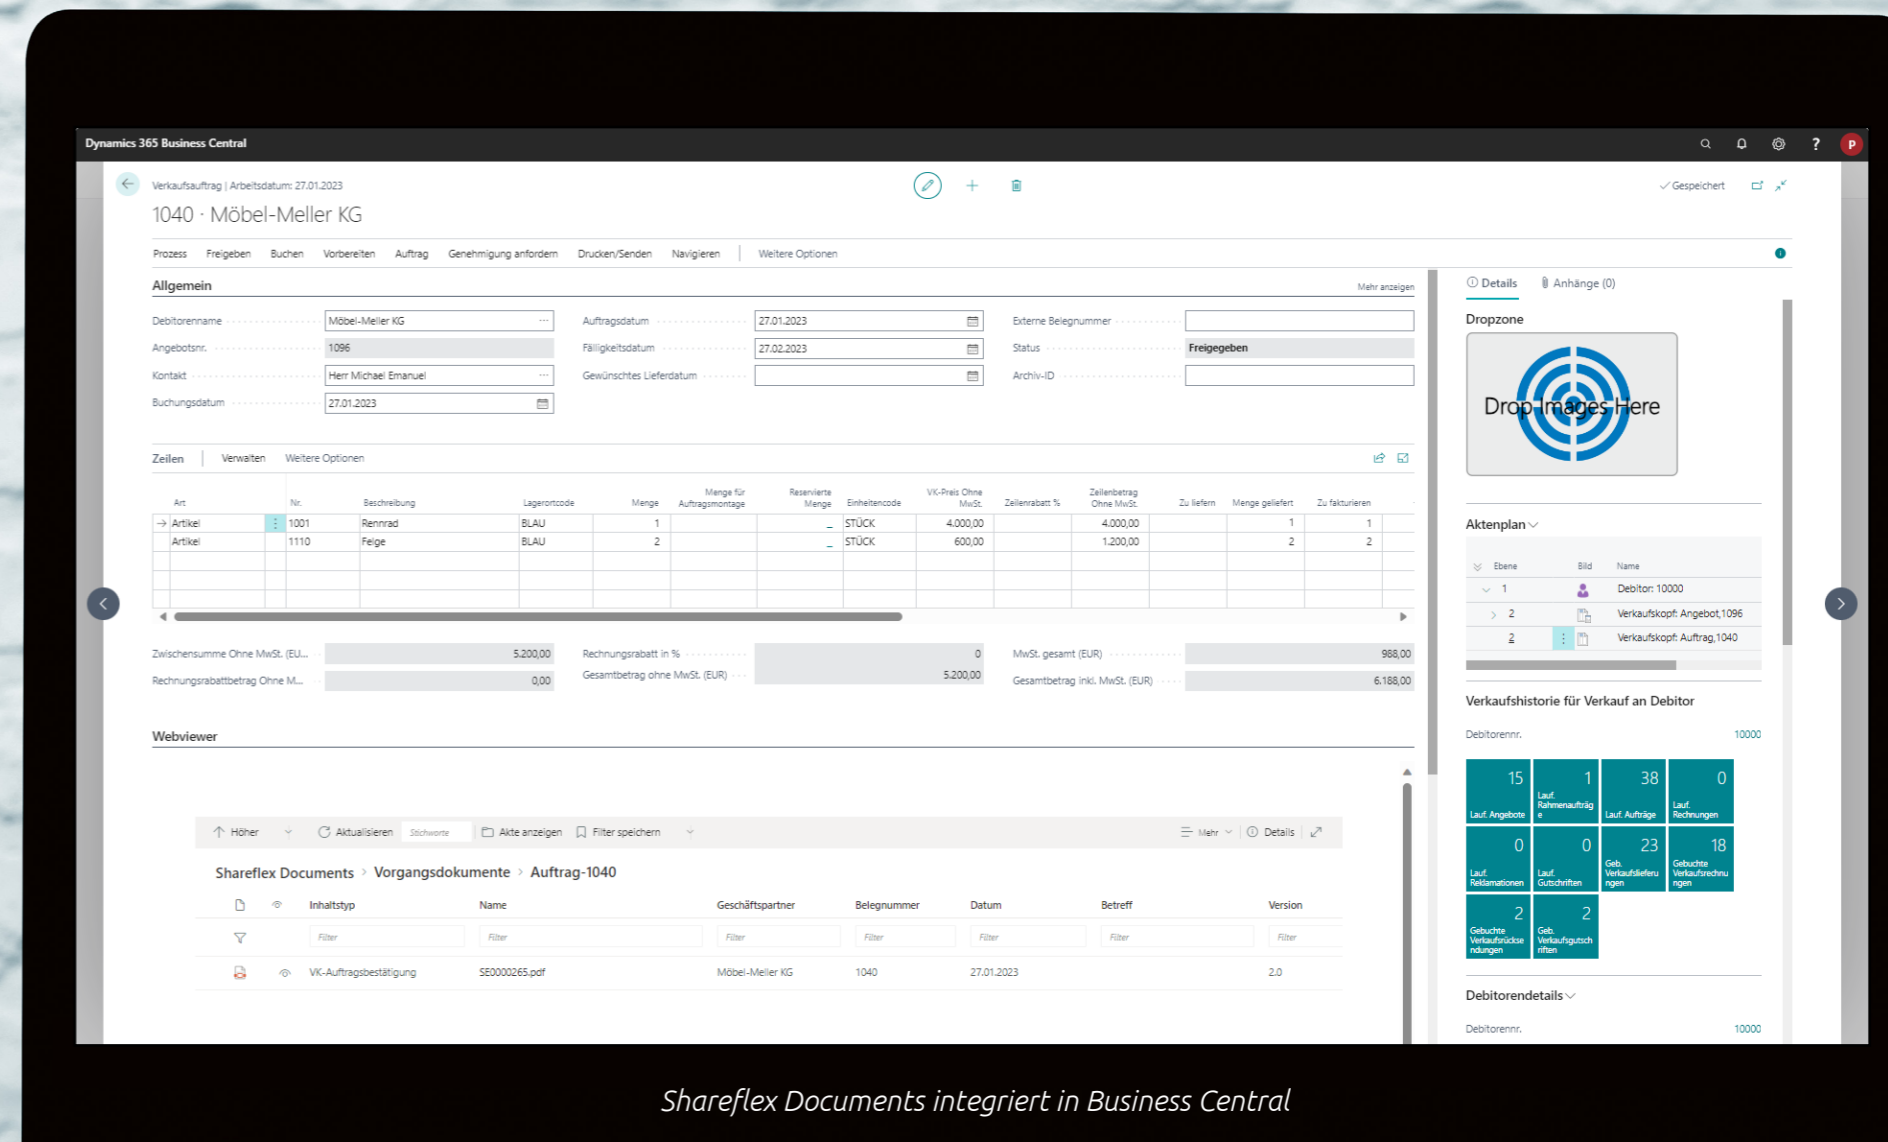 Dynamics 365 Business Central
P
Verkaufsauftrag | Arbeitsdatum: 27.01.2023
Gespeichert
1040 · Möbel-Meller KG
Prozess Freigeben Buchen Vorbereiten Auftrag Genehmigung anfordern Drucken/Senden Navigieren Weitere Optionen
Allgemein
Mehr anzeigen
Debitorenname Möbel-Meller KG
Angebotsnr. 1096
Kontakt Herr Michael Emanuel
Buchungsdatum 27.01.2023
Auftragsdatum 27.01.2023
Fälligkeitsdatum 27.02.2023
Gewünschtes Lieferdatum
Externe Belegnummer
Status Freigegeben
Archiv-ID
Zeilen Verwalten Weitere Optionen
Art Nr. Beschreibung Lagerortcode Menge Menge für Auftragsmontage Reservierte Menge Einheitencode VK-Preis Ohne MwSt. Zeilenrabatt % Zeilenbetrag Ohne MwSt. Zu liefern Menge geliefert Zu fakturieren
Artikel 1001 Rennrad BLAU 1 _ STÜCK 4.000,00 4.000,00 1 1
Artikel 1110 Felge BLAU 2 _ STÜCK 600,00 1.200,00 2 2
Zwischensumme Ohne MwSt. (EU... 5.200,00
Rechnungsrabattbetrag Ohne M... 0,00
Rechnungsrabatt in % 0
Gesamtbetrag ohne MwSt. (EUR) 5.200,00
MwSt. gesamt (EUR) 988,00
Gesamtbetrag inkl. MwSt. (EUR) 6.188,00
Webviewer
Höher Aktualisieren Stichworte Akte anzeigen Filter speichern Mehr Details
Shareflex Documents > Vorgangsdokumente > Auftrag-1040
Inhaltstyp Name Geschäftspartner Belegnummer Datum Betreff Version
Filter Filter Filter Filter Filter Filter Filter
VK-Auftragsbestätigung SE0000265.pdf Möbel-Meller KG 1040 27.01.2023 2.0
Details Anhänge (0)
Dropzone
Drop Images Here
Aktenplan
Ebene Bild Name
1 Debitor: 10000
2 Verkaufskopf: Angebot,1096
2 Verkaufskopf: Auftrag,1040
Verkaufshistorie für Verkauf an Debitor
Debitorennr. 10000
15
Lauf. Angebote
1
Lauf.
Rahmenaufträg
e
38
Lauf. Aufträge
0
Lauf.
Rechnungen
0
Lauf.
Reklamationen
0
Lauf.
Gutschriften
23
Geb.
Verkaufslieferu
ngen
18
Gebuchte
Verkaufsrechnu
ngen
2
Gebuchte
Verkaufsrückse
ndungen
2
Geb.
Verkaufsgutsch
riften
Debitorendetails
Debitorennr. 10000
Shareflex Documents integriert in Business Central